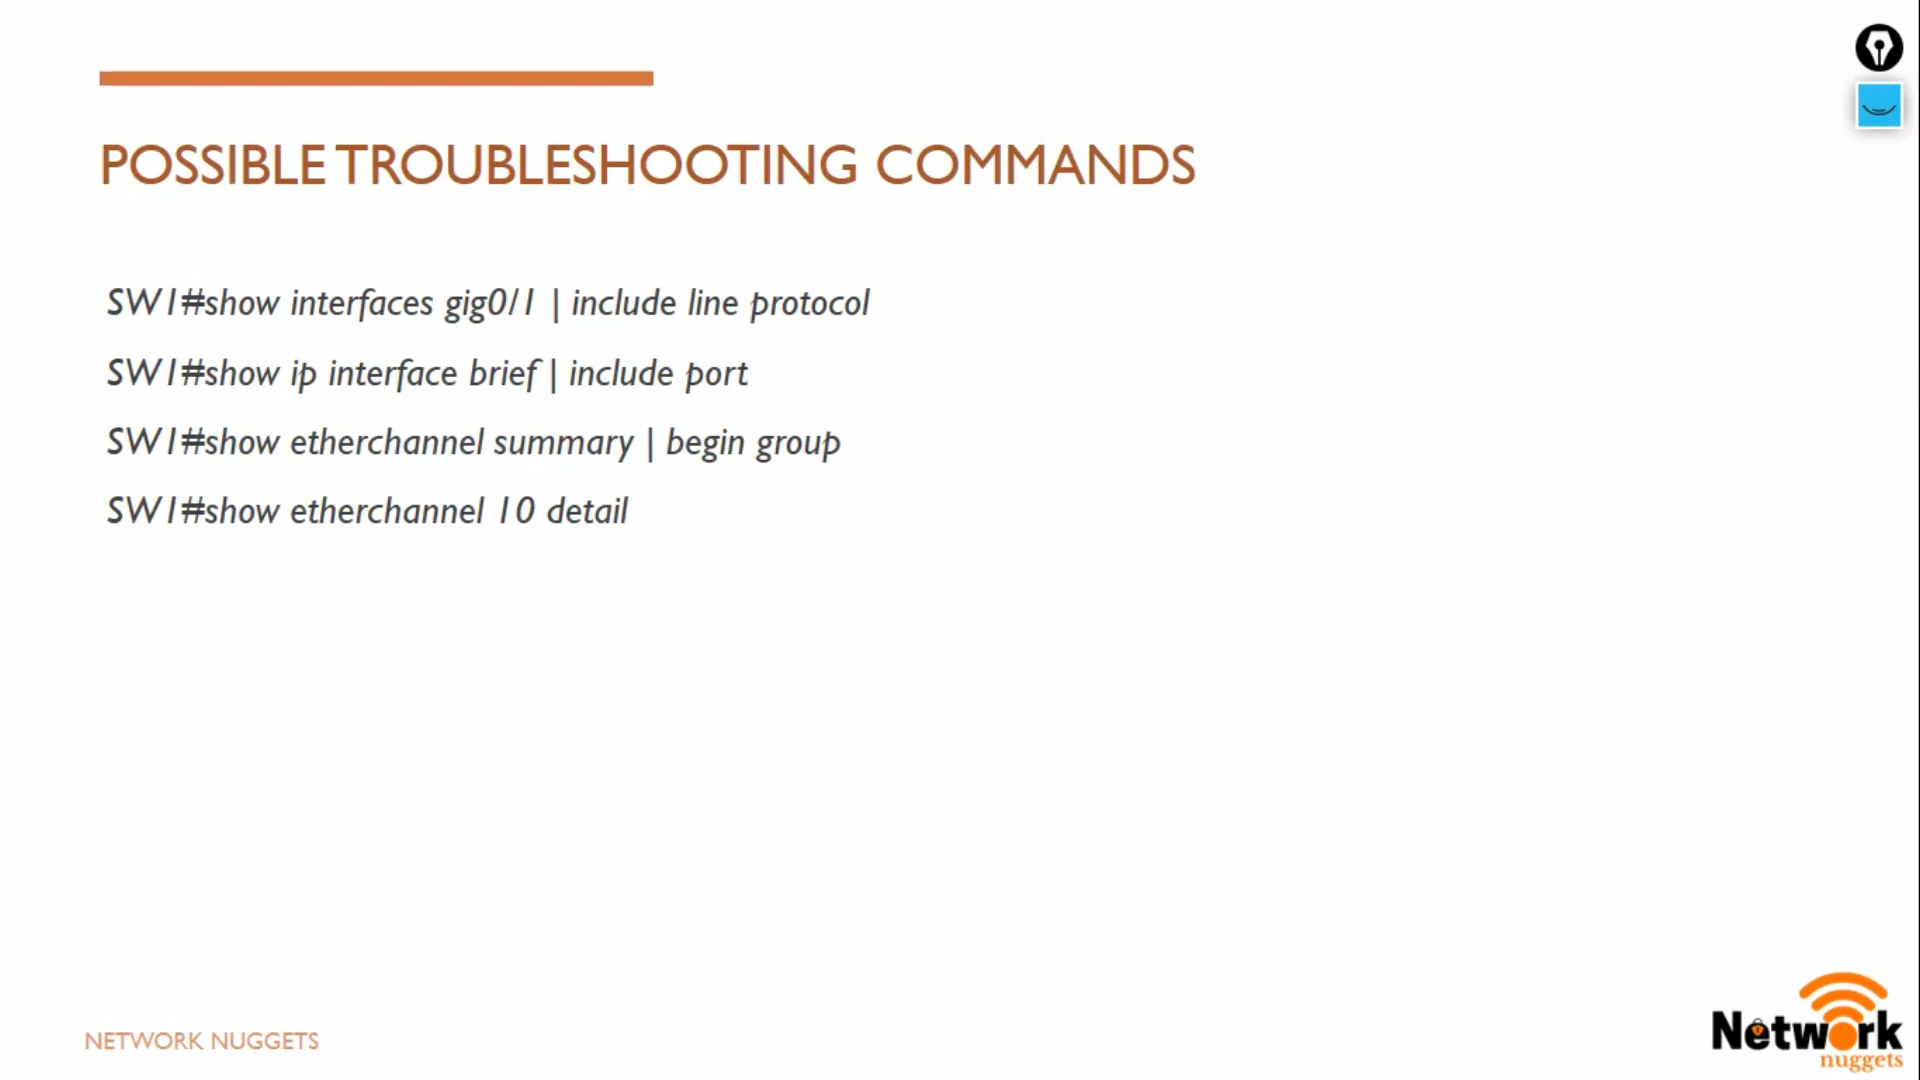 POSSIBLE TROUBLESHOOTING COMMANDS
SW1#show interfaces gig0/1 | include line protocol
SW1#show ip interface brief | include port
SW1#show etherchannel summary | begin group
SW1#show etherchannel 10 detail
NETWORK NUGGETS
Network
nuggets